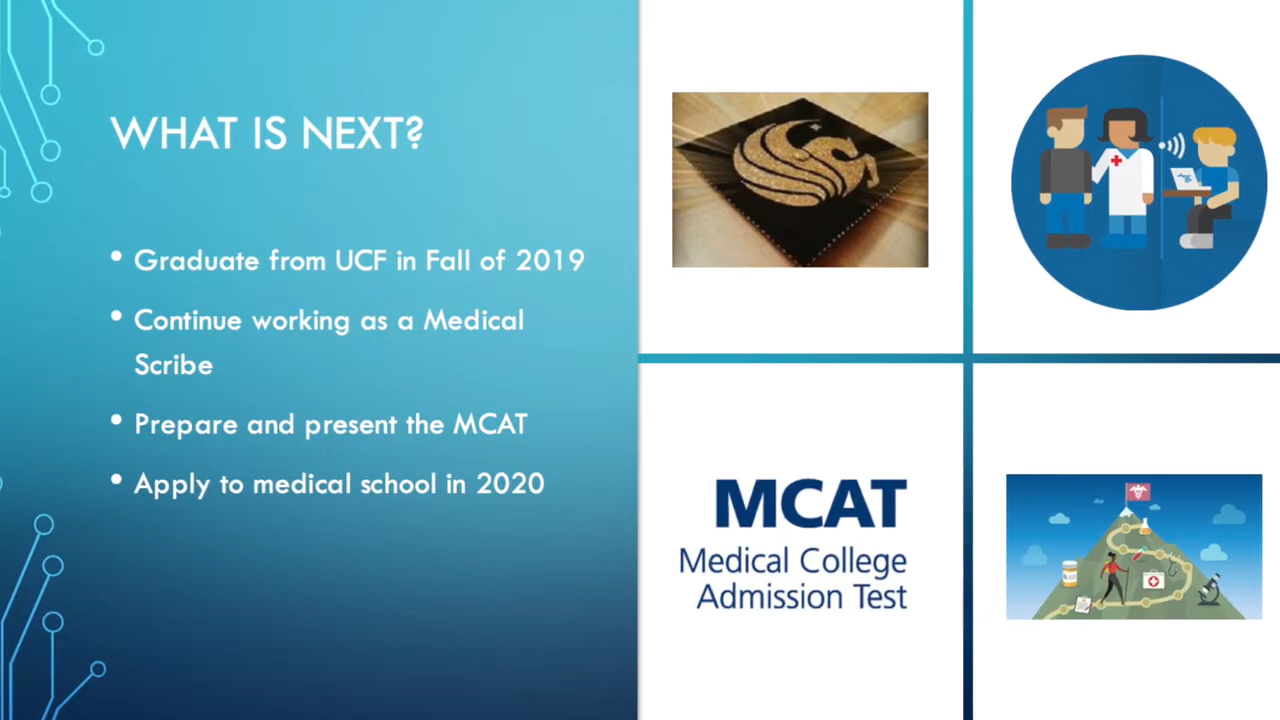 WHAT IS NEXT?
• Graduate from UCF in Fall of 2019
• Continue working as a Medical
Scribe
• Prepare and present the MCAT
• Apply to medical school in 2020
MCAT
Medical College
Admission Test